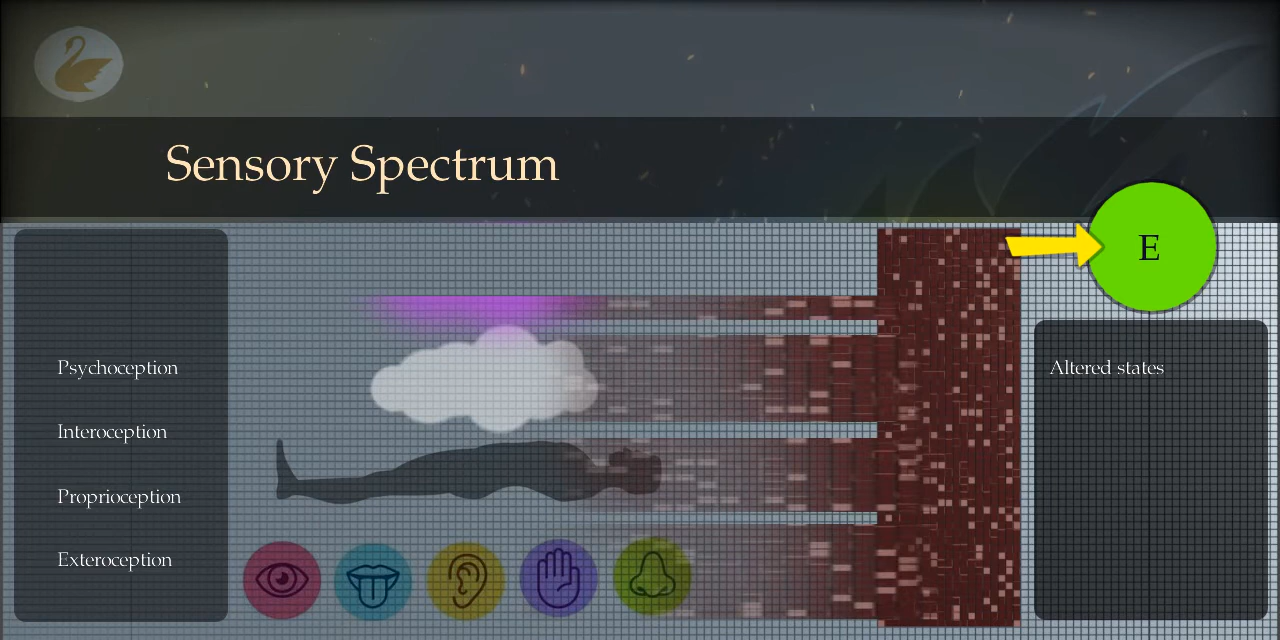 Sensory Spectrum
E
Psychoception
Interoception
Proprioception
Exteroception
Altered states